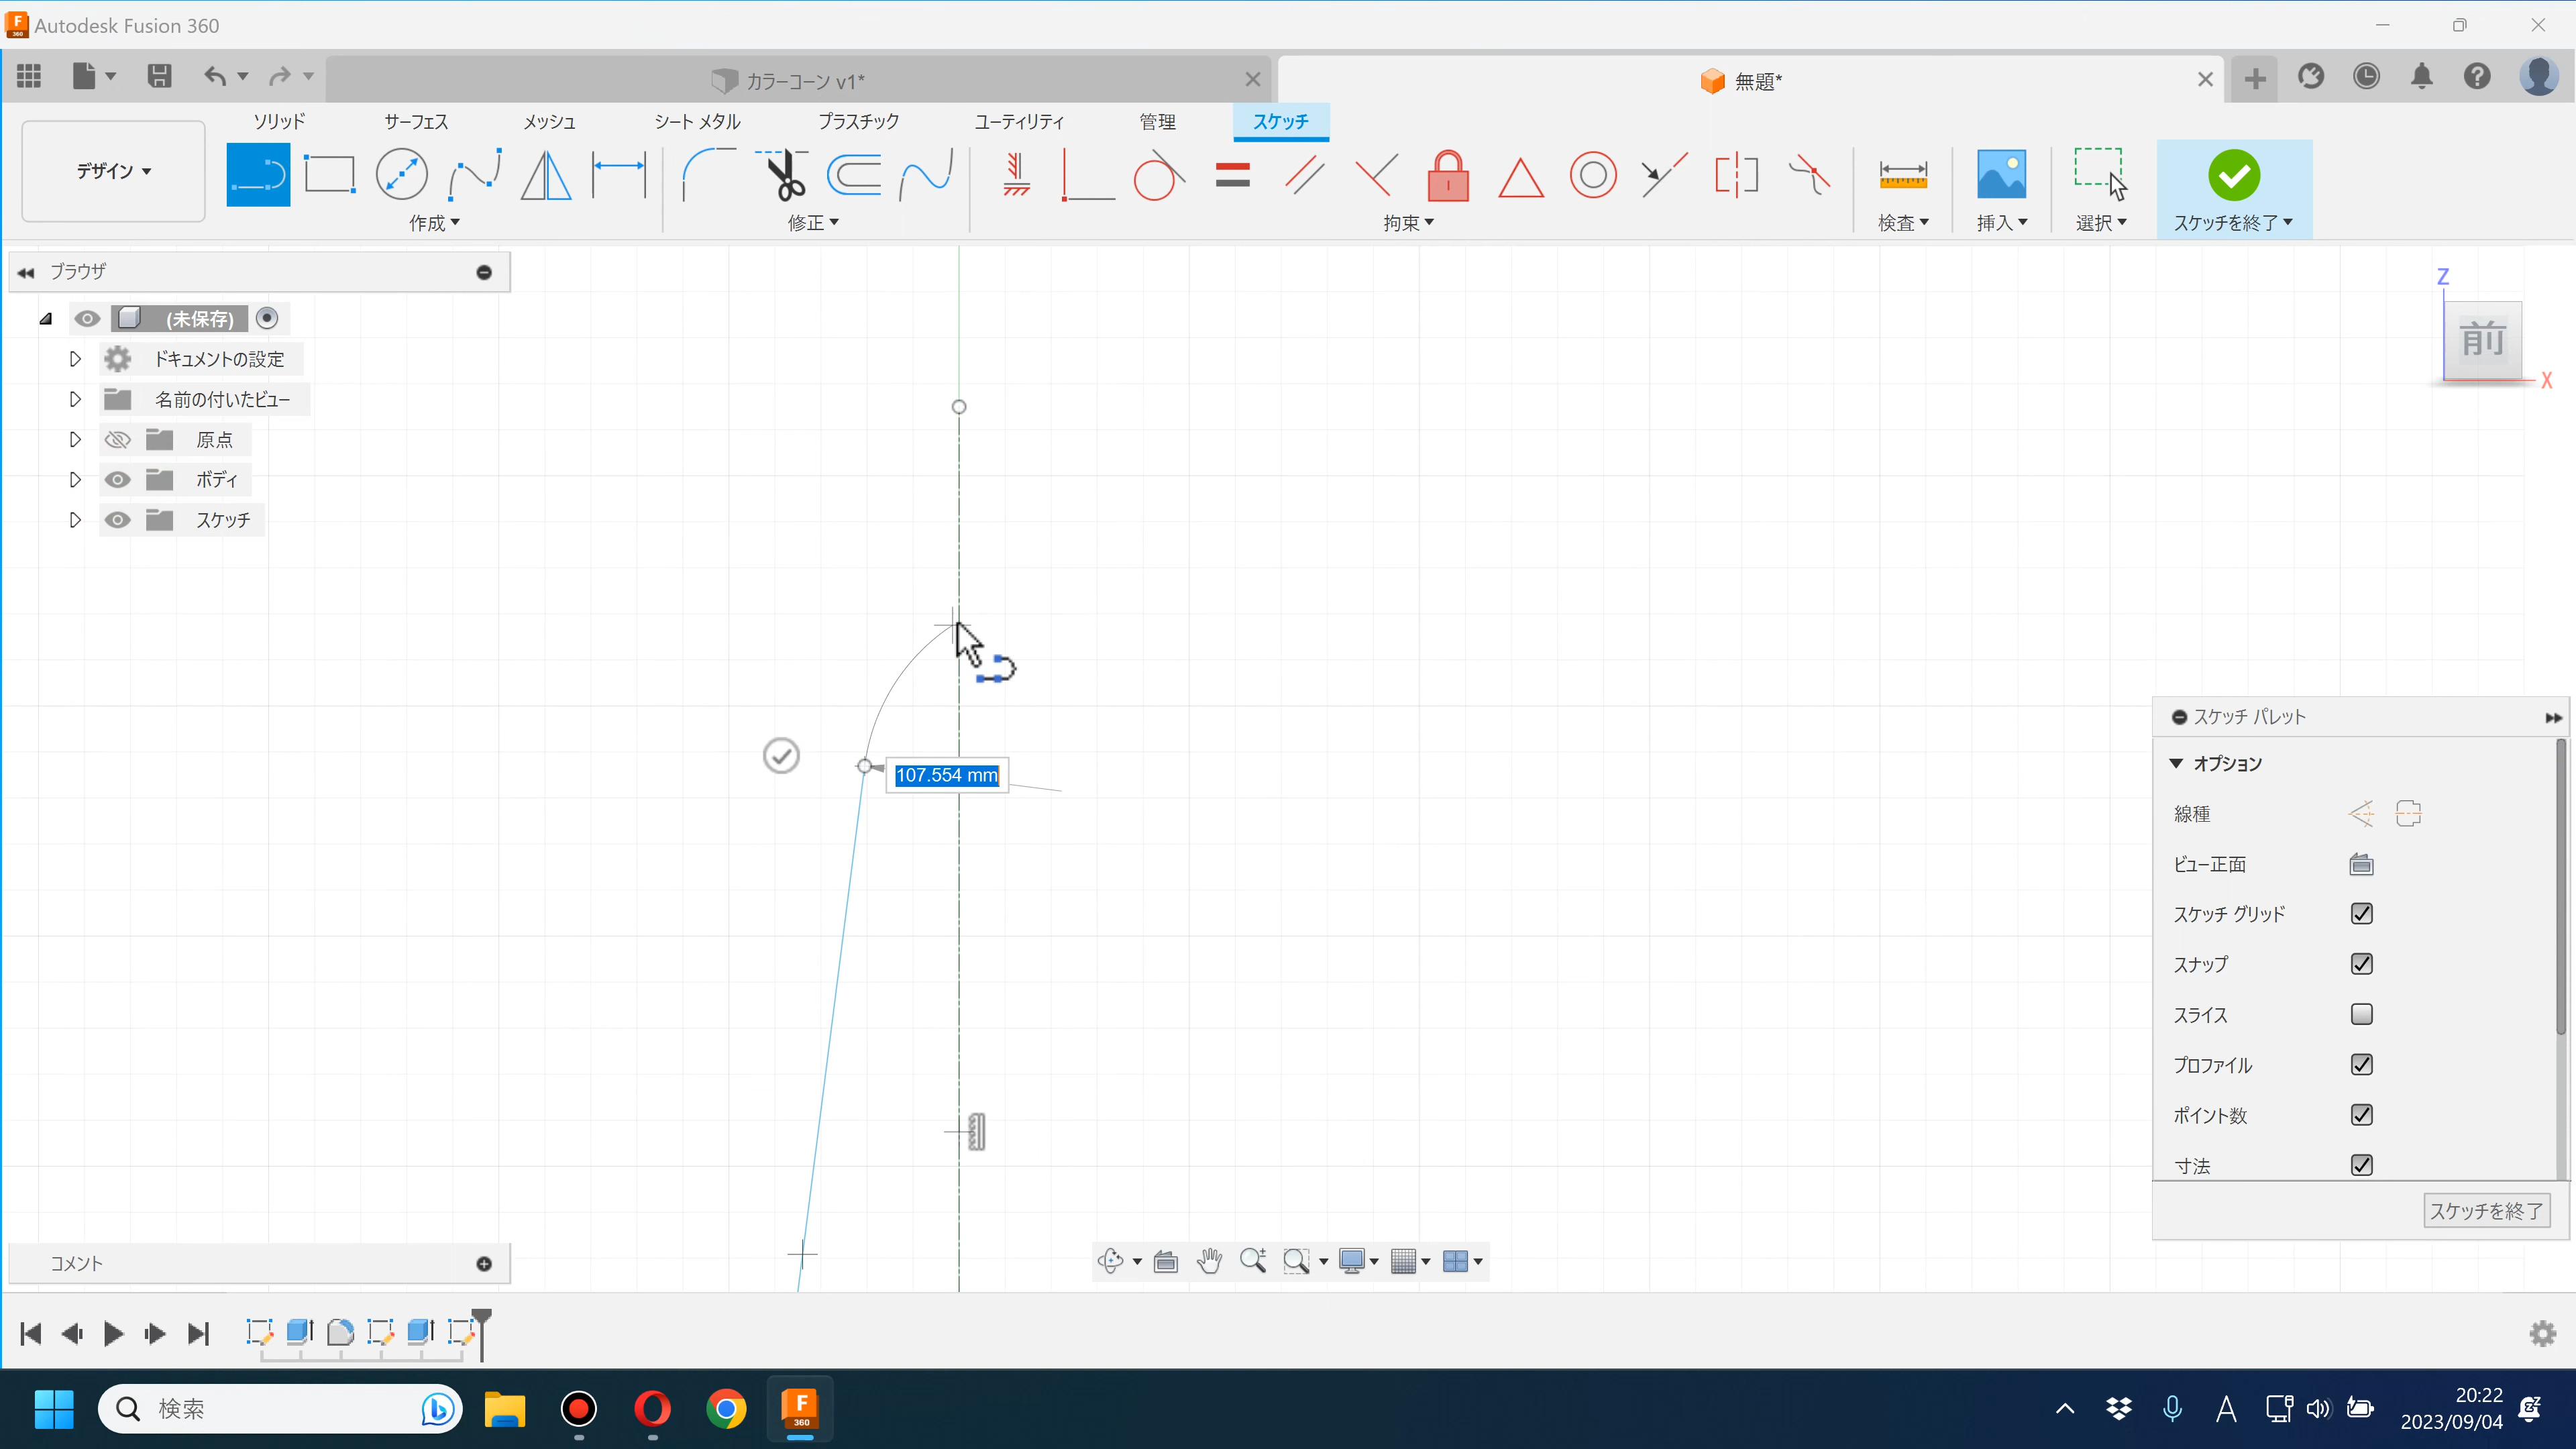 Autodesk Fusion 360
カラーコーン v1*
無題*
デザイン
ソリッド
サーフェス
メッシュ
シート メタル
プラスチック
ユーティリティ
管理
スケッチ
作成
修正
拘束
検査
挿入
選択
スケッチを終了
ブラウザ
(未保存)
ドキュメントの設定
名前の付いたビュー
原点
ボディ
スケッチ
Z
前
X
107.554 mm
スケッチ パレット
オプション
線種
ビュー正面
スケッチ グリッド
スナップ
スライス
プロファイル
ポイント数
寸法
スケッチを終了
コメント
検索
F
360
A
20:22
2023/09/04